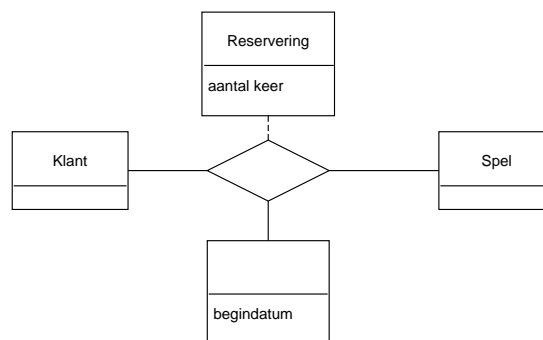 Reservering
aantal keer
Klant
Spel
begindatum